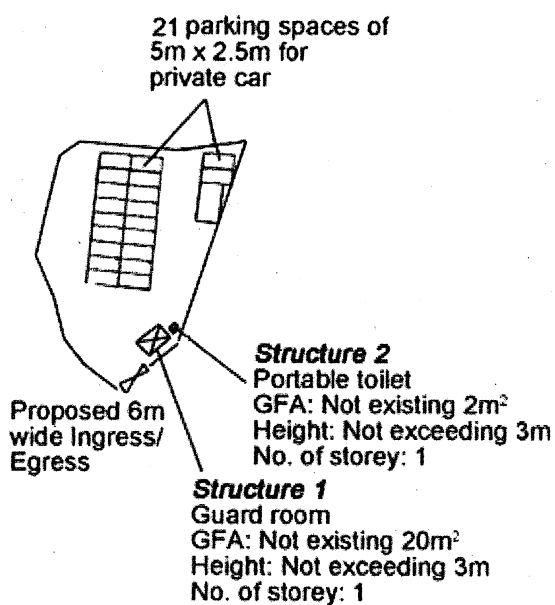 21 parking spaces of
5m x 2.5m for
private car
Structure 2
Portable toilet
GFA: Not existing 2m²
Height: Not exceeding 3m
No. of storey: 1
Proposed 6m
wide Ingress/
Egress
Structure 1
Guard room
GFA: Not existing 20m²
Height: Not exceeding 3m
No. of storey: 1